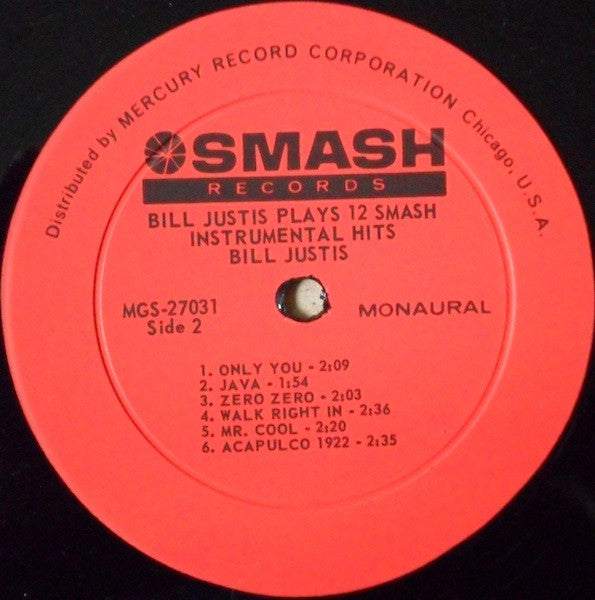 Distributed by MERCURY RECORD CORPORATION Chicago, U.S.A.
SMASH
RECORDS
BILL JUSTIS PLAYS 12 SMASH
INSTRUMENTAL HITS
BILL JUSTIS
MGS-27031
Side 2
MONAURAL
1. ONLY YOU - 2:09
2. JAVA - 1:54
3. ZERO ZERO - 2:03
4. WALK RIGHT IN - 2:36
5. MR. COOL - 2:20
6. ACAPULCO 1922 - 2:35